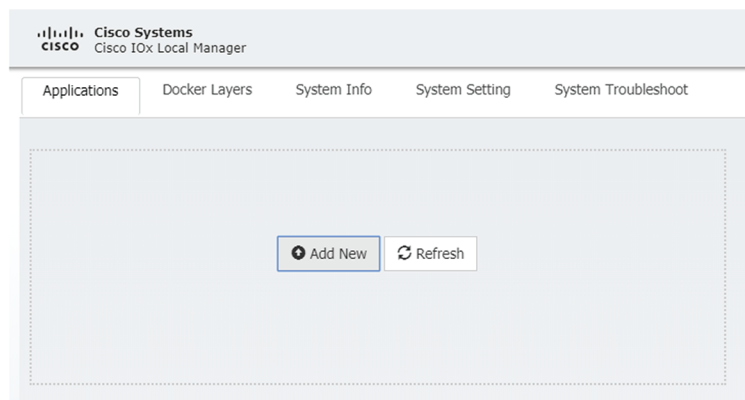 Cisco Systems
CISCO
Cisco IOx Local Manager
Applications
Docker Layers
System Info
System Setting
System Troubleshoot
Add New
Refresh